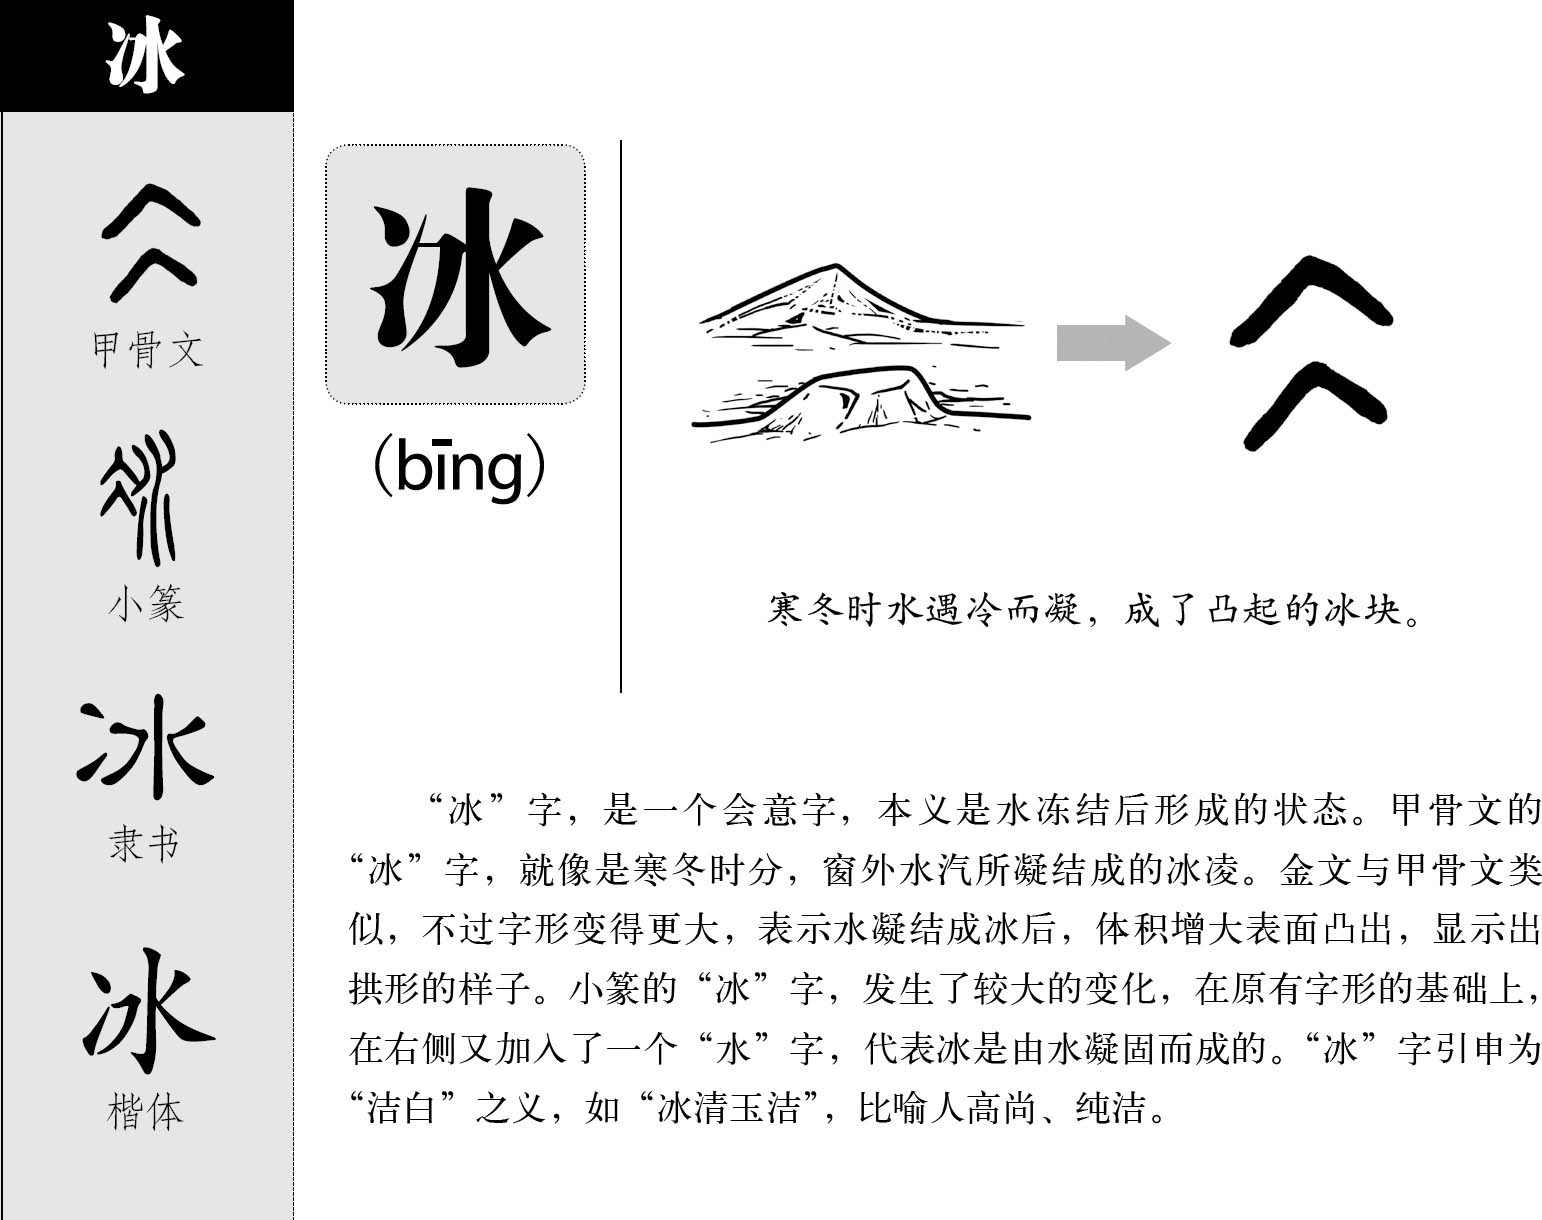 冰
甲骨文
小篆
冰
隶书
冰
楷体
冰
（bīng）
寒冬时水遇冷而凝，成了凸起的冰块。
“冰”字，是一个会意字，本义是水冻结后形成的状态。甲骨文的
“冰”字，就像是寒冬时分，窗外水汽所凝结成的冰凌。金文与甲骨文类
似，不过字形变得更大，表示水凝结成冰后，体积增大表面凸出，显示出
拱形的样子。小篆的“冰”字，发生了较大的变化，在原有字形的基础上，
在右侧又加入了一个“水”字，代表冰是由水凝固而成的。“冰”字引申为
“洁白”之义，如“冰清玉洁”，比喻人高尚、纯洁。